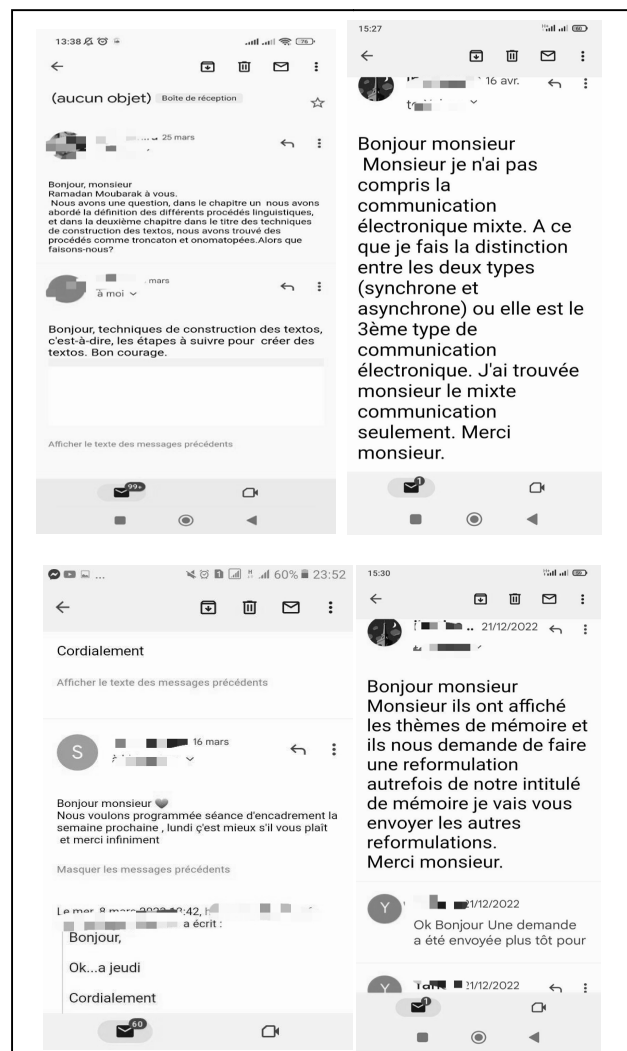 13:38
76
(aucun objet) Boîte de réception
25 mars
Bonjour, monsieur
Ramadan Moubarak à vous.
Nous avons une question, dans le chapitre un nous avons
abordé la définition des différents procédés linguistiques,
et dans la deuxième chapitre dans le titre des techniques
de construction des textos, nous avons trouvé des
procédés comme troncaton et onomatopées.Alors que
faisons-nous?
mars
à moi
Bonjour, techniques de construction des textos,
c'est-à-dire, les étapes à suivre pour créer des
textos. Bon courage.
Afficher le texte des messages précédents
99+
15:27
60
16 avr.
Bonjour monsieur
Monsieur je n'ai pas
compris la
communication
électronique mixte. A ce
que je fais la distinction
entre les deux types
(synchrone et
asynchrone) ou elle est le
3ème type de
communication
électronique. J'ai trouvée
monsieur le mixte
communication
seulement. Merci
monsieur.
1
... 60% 23:52
Cordialement
Afficher le texte des messages précédents
S
16 mars
Bonjour monsieur
Nous voulons programmée séance d'encadrement la
semaine prochaine , lundi ç'est mieux s'il vous plaît
et merci infiniment
Masquer les messages précédents
Le mer. 8 mars :42,
a écrit :
Bonjour,
Ok...a jeudi
Cordialement
60
15:30
21/12/2022
Bonjour monsieur
Monsieur ils ont affiché
les thèmes de mémoire et
ils nous demande de faire
une reformulation
autrefois de notre intitulé
de mémoire je vais vous
envoyer les autres
reformulations.
Merci monsieur.
Y
21/12/2022
Ok Bonjour Une demande
a été envoyée plus tôt pour
Y
21/12/2022
1